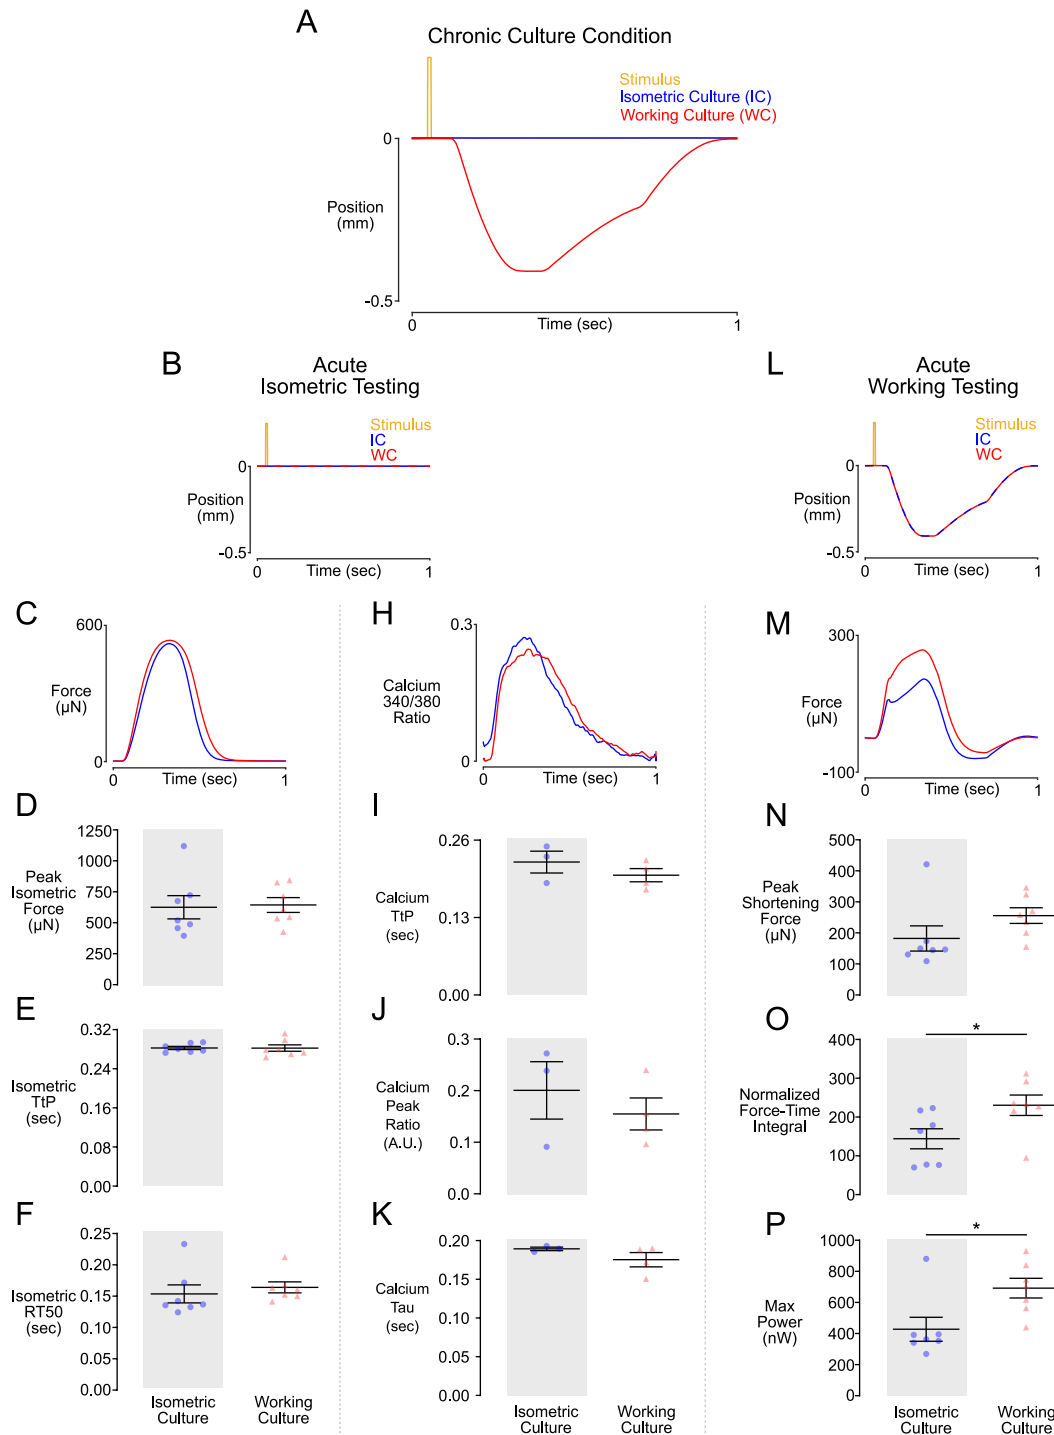 A
Chronic Culture Condition
Stimulus
Isometric Culture (IC)
Working Culture (WC)
0
Position
(mm)
-0.5
0
Time (sec)
1
B
Acute
Isometric Testing
Stimulus
IC
WC
0
Position
(mm)
-0.5
0
Time (sec)
1
L
Acute
Working Testing
Stimulus
IC
WC
0
Position
(mm)
-0.5
0
Time (sec)
1
C
600
Force
(µN)
0
0
Time (sec)
1
H
0.3
Calcium
340/380
Ratio
0
0
Time (sec)
1
M
300
Force
(µN)
-100
0
Time (sec)
1
D
1250
1000
750
500
250
0
Peak
Isometric
Force
(µN)
I
0.26
0.13
0.00
Calcium
TtP
(sec)
N
500
400
300
200
100
0
Peak
Shortening
Force
(µN)
E
0.32
0.24
0.16
0.08
0.00
Isometric
TtP
(sec)
J
0.3
0.2
0.1
0.0
Calcium
Peak
Ratio
(A.U.)
O
400
300
200
100
0
Normalized
Force-Time
Integral
*
F
0.25
0.20
0.15
0.10
0.05
0.00
Isometric
RT50
(sec)
Isometric
Culture
Working
Culture
K
0.20
0.15
0.10
0.05
0.00
Calcium
Tau
(sec)
Isometric
Culture
Working
Culture
P
1000
800
600
400
200
0
Max
Power
(nW)
*
Isometric
Culture
Working
Culture